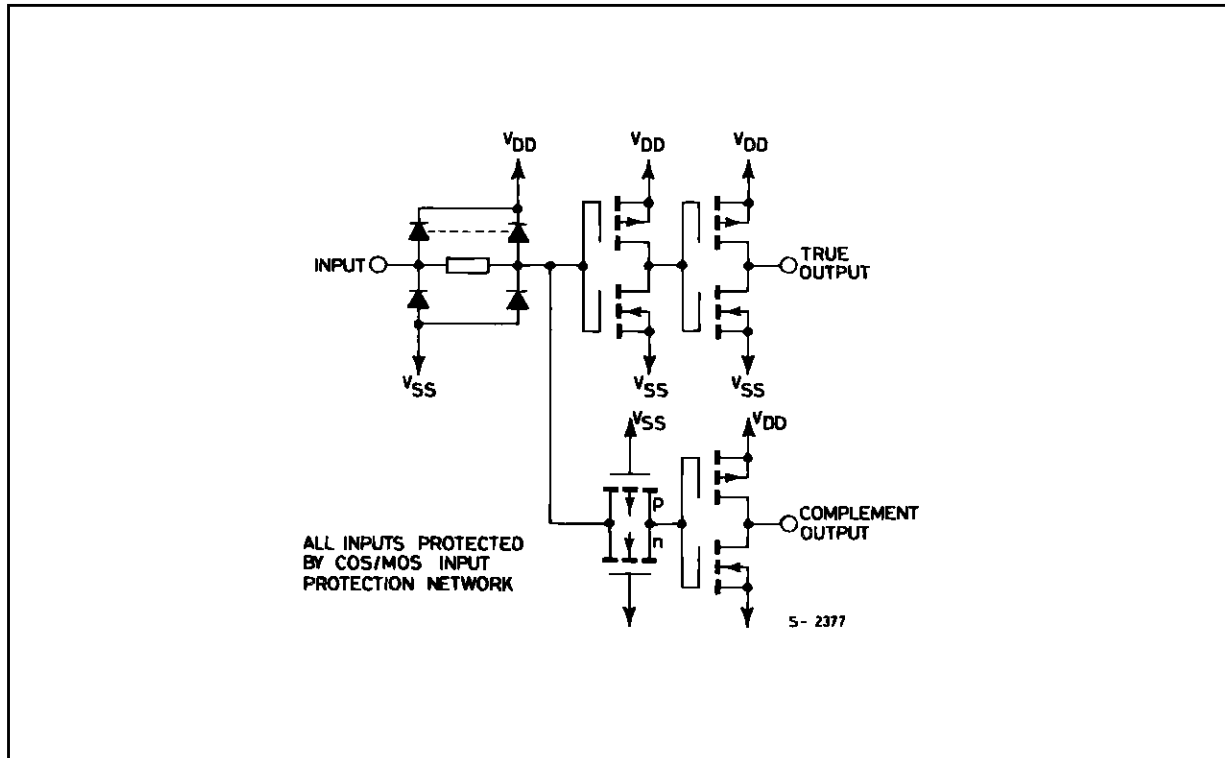 VDD
VDD
VDD
INPUT
TRUE
OUTPUT
VSS
VSS
VSS
VSS
VDD
p
n
COMPLEMENT
OUTPUT
ALL INPUTS PROTECTED
BY COS/MOS INPUT
PROTECTION NETWORK
S- 2377